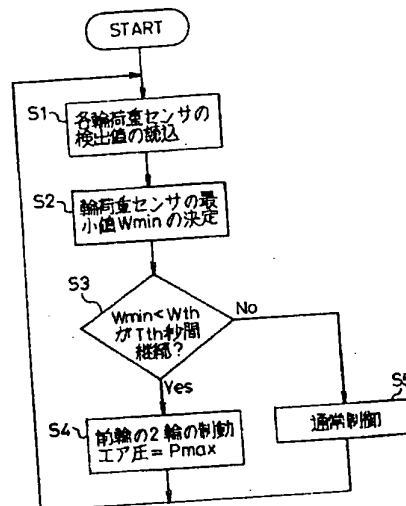 START
S1
各輪荷重センサの
検出値の読込
S2
輪荷重センサの最
小値Wminの決定
S3
Wmin<Wth
がTth秒間
継続?
No
Yes
S4
前輪の2輪の制動
エア圧=Pmax
S5
通常制御